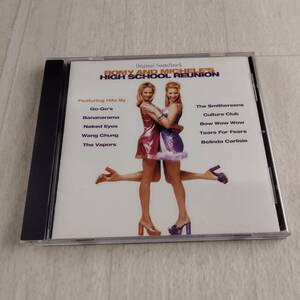 Original Soundtrack
ROMY AND MICHELE'S
HIGH SCHOOL REUNION
Featuring Hits By
Go-Go's
Bananarama
Naked Eyes
Wang Chung
The Vapors
The Smithereens
Culture Club
Bow Wow Wow
Tears For Fears
Belinda Carlisle